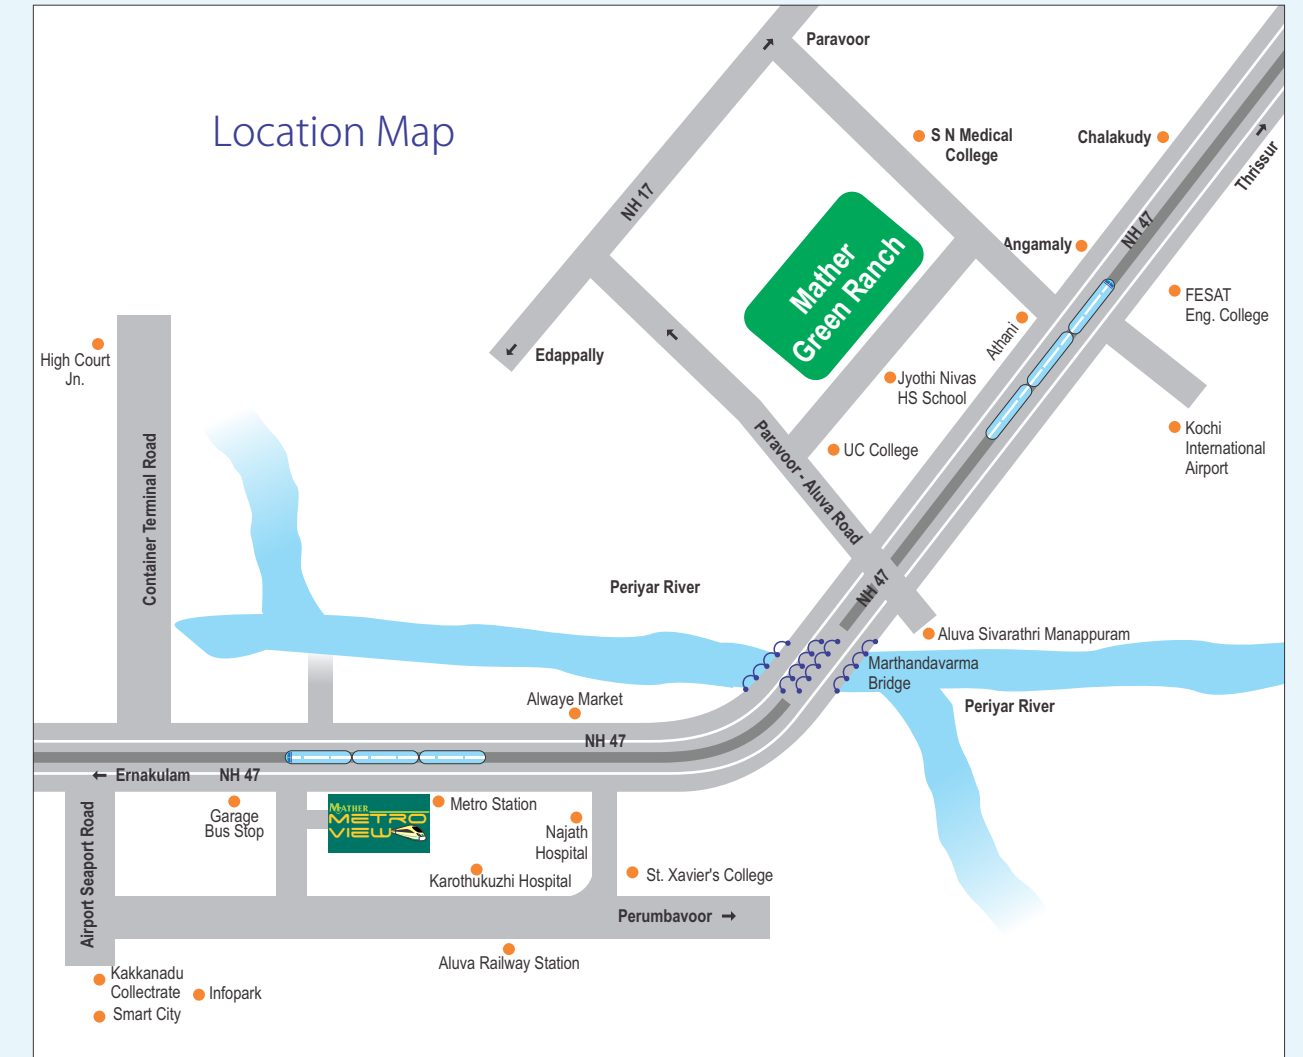 Location Map
Paravoor
S N Medical
College
Chalakudy
Thrissur
NH 17
NH 47
Mather
Green Ranch
Angamaly
FESAT
Eng. College
Athani
High Court
Jn.
Edappally
Jyothi Nivas
HS School
Kochi
International
Airport
UC College
Paravoor - Aluva Road
Container Terminal Road
Periyar River
NH 47
Aluva Sivarathri Manappuram
Marthandavarma
Bridge
Periyar River
Alwaye Market
NH 47
Ernakulam
NH 47
Airport Seaport Road
Garage
Bus Stop
MATHER
METRO
VIEW
Metro Station
Najath
Hospital
Karothukuzhi Hospital
St. Xavier's College
Perumbavoor
Aluva Railway Station
Kakkanadu
Collectrate
Infopark
Smart City